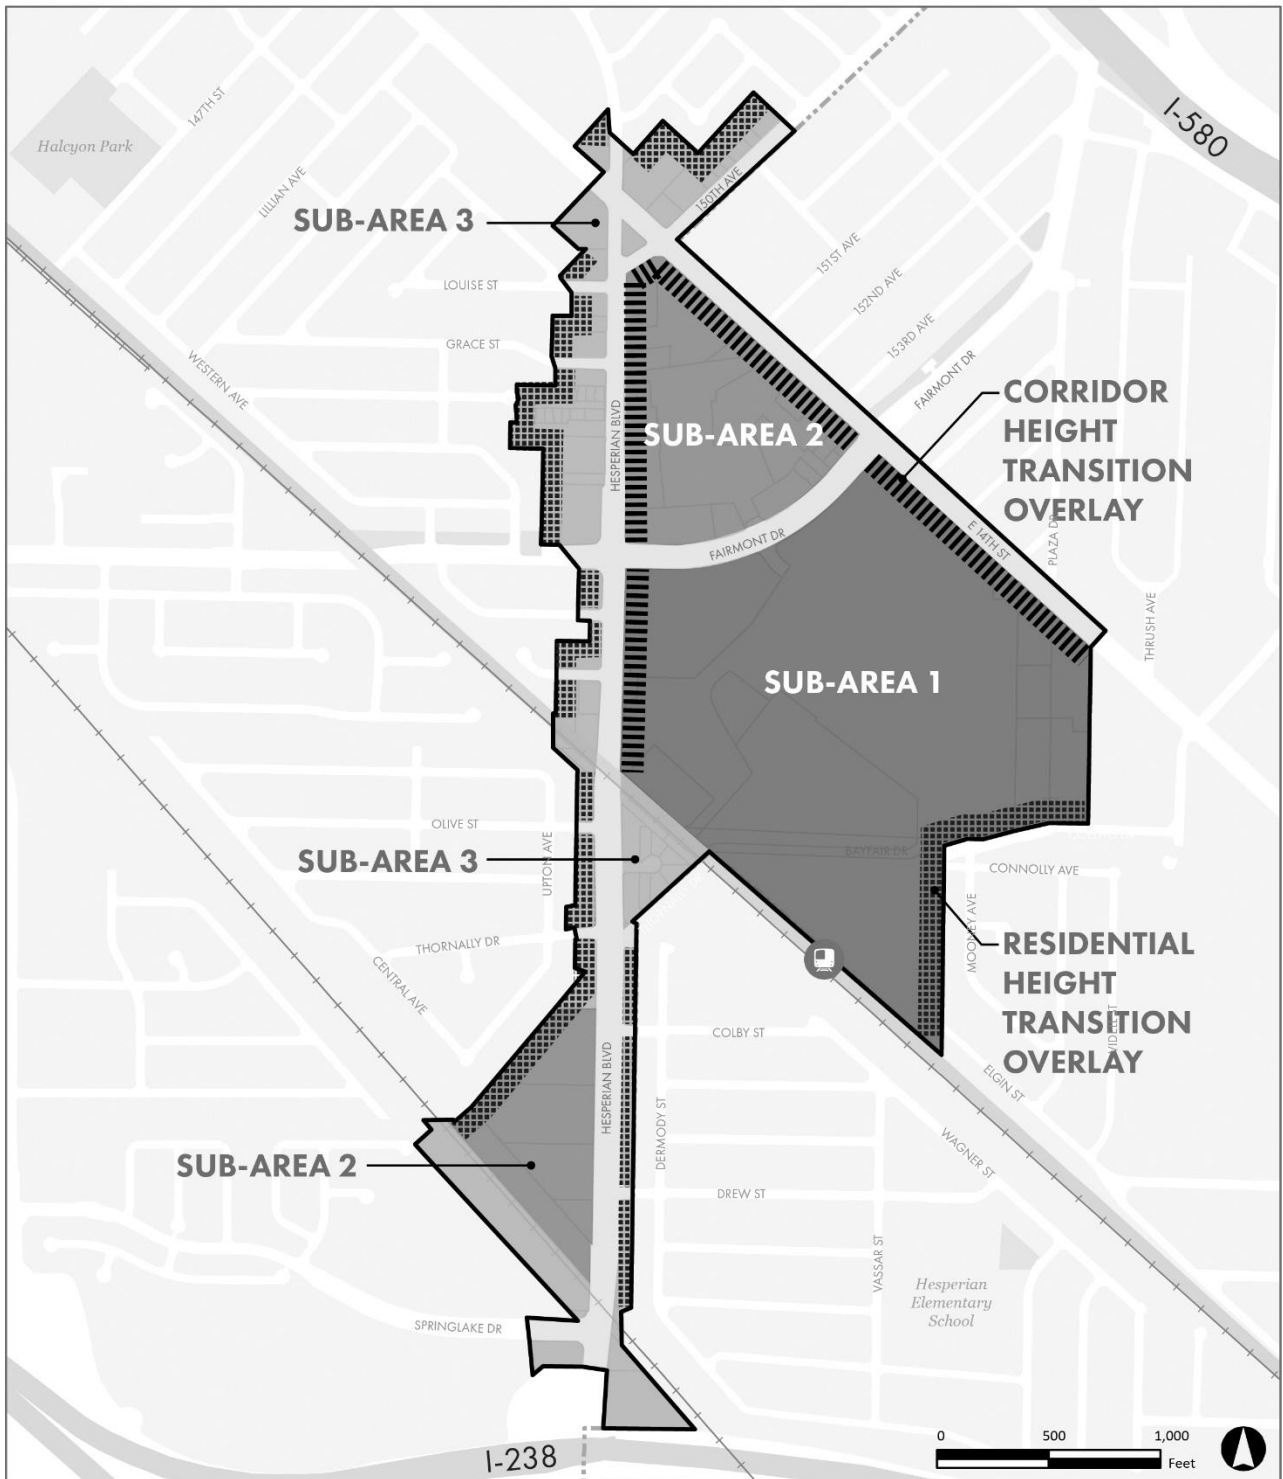 I-580
147TH ST
Halcyon Park
LILLIAN AVE
150TH AVE
SUB-AREA 3
151ST AVE
LOUISE ST
152ND AVE
GRACE ST
153RD AVE
WESTERN AVE
FAIRMONT DR
CORRIDOR
HEIGHT
TRANSITION
OVERLAY
HESPERIAN BLVD
SUB-AREA 2
E 14TH ST
PLAZA DR
FAIRMONT DR
THRUSH AVE
SUB-AREA 1
OLIVE ST
UPTON AVE
BAYFAIR DR
SUB-AREA 3
CONNOLLY AVE
MOONEY AVE
THORNALLY DR
RESIDENTIAL
HEIGHT
TRANSITION
OVERLAY
CENTRAL AVE
COLBY ST
HESPERIAN BLVD
ELGIN ST
DERMODY ST
WAGNER ST
SUB-AREA 2
DREW ST
VASSAR ST
Hesperian
Elementary
School
SPRINGLAKE DR
0 500 1,000
Feet
I-238